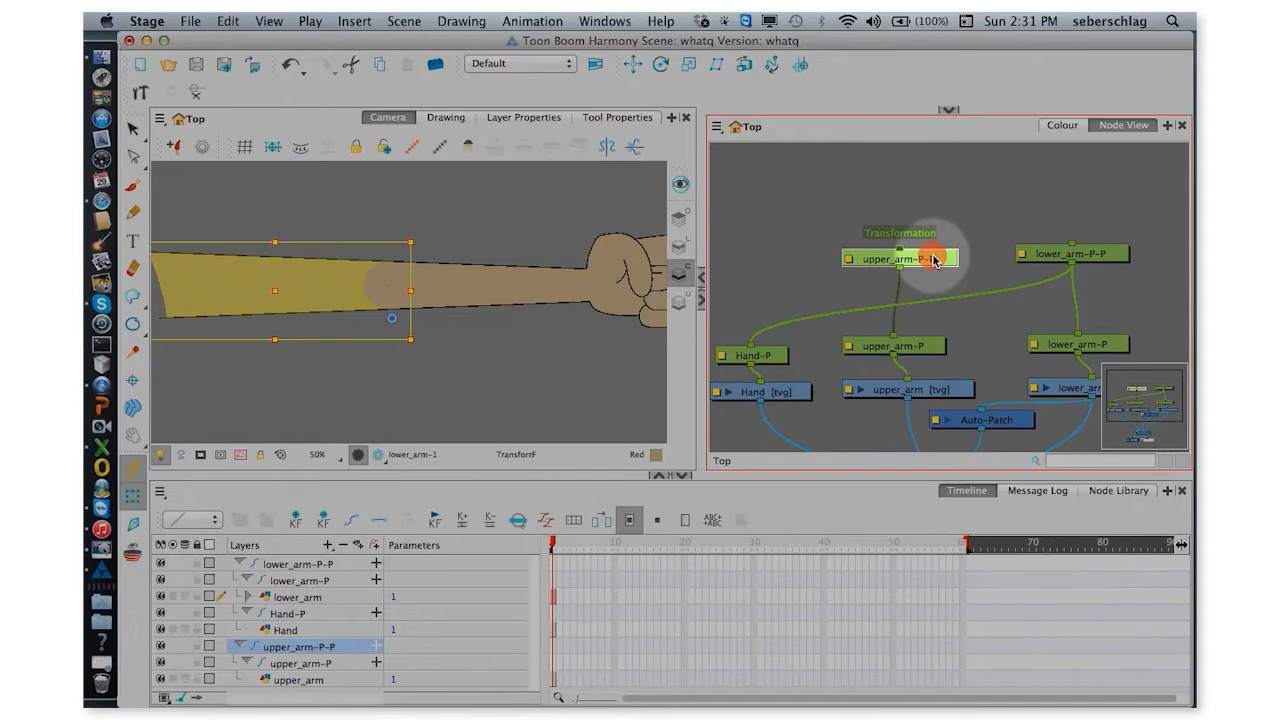 Stage File Edit View Play Insert Scene Drawing Animation Windows Help (100%) Sun 2:31 PM seberschlag
Toon Boom Harmony Scene: whatq Version: whatq
Default
Top Camera Drawing Layer Properties Tool Properties
Top Colour Node View
Transformation
upper_arm-P-P
lower_arm-P-P
Hand-P
upper_arm-P
lower_arm-P
Hand [tvg]
upper_arm [tvg]
Auto-Patch
50% lower_arm-1 Red
Top
Timeline Message Log Node Library
Layers Parameters
10 20 30 40 50 70 80
lower_arm-P-P
lower_arm-P
lower_arm 1
Hand-P
Hand 1
upper_arm-P-P
upper_arm-P
upper_arm 1